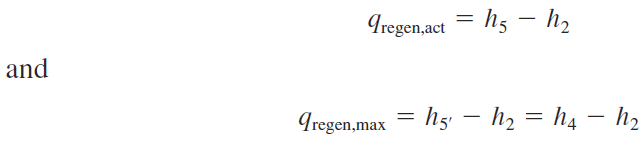 q_regen,act = h_5 − h_2
and
q_regen,max = h_5′ − h_2 = h_4 − h_2